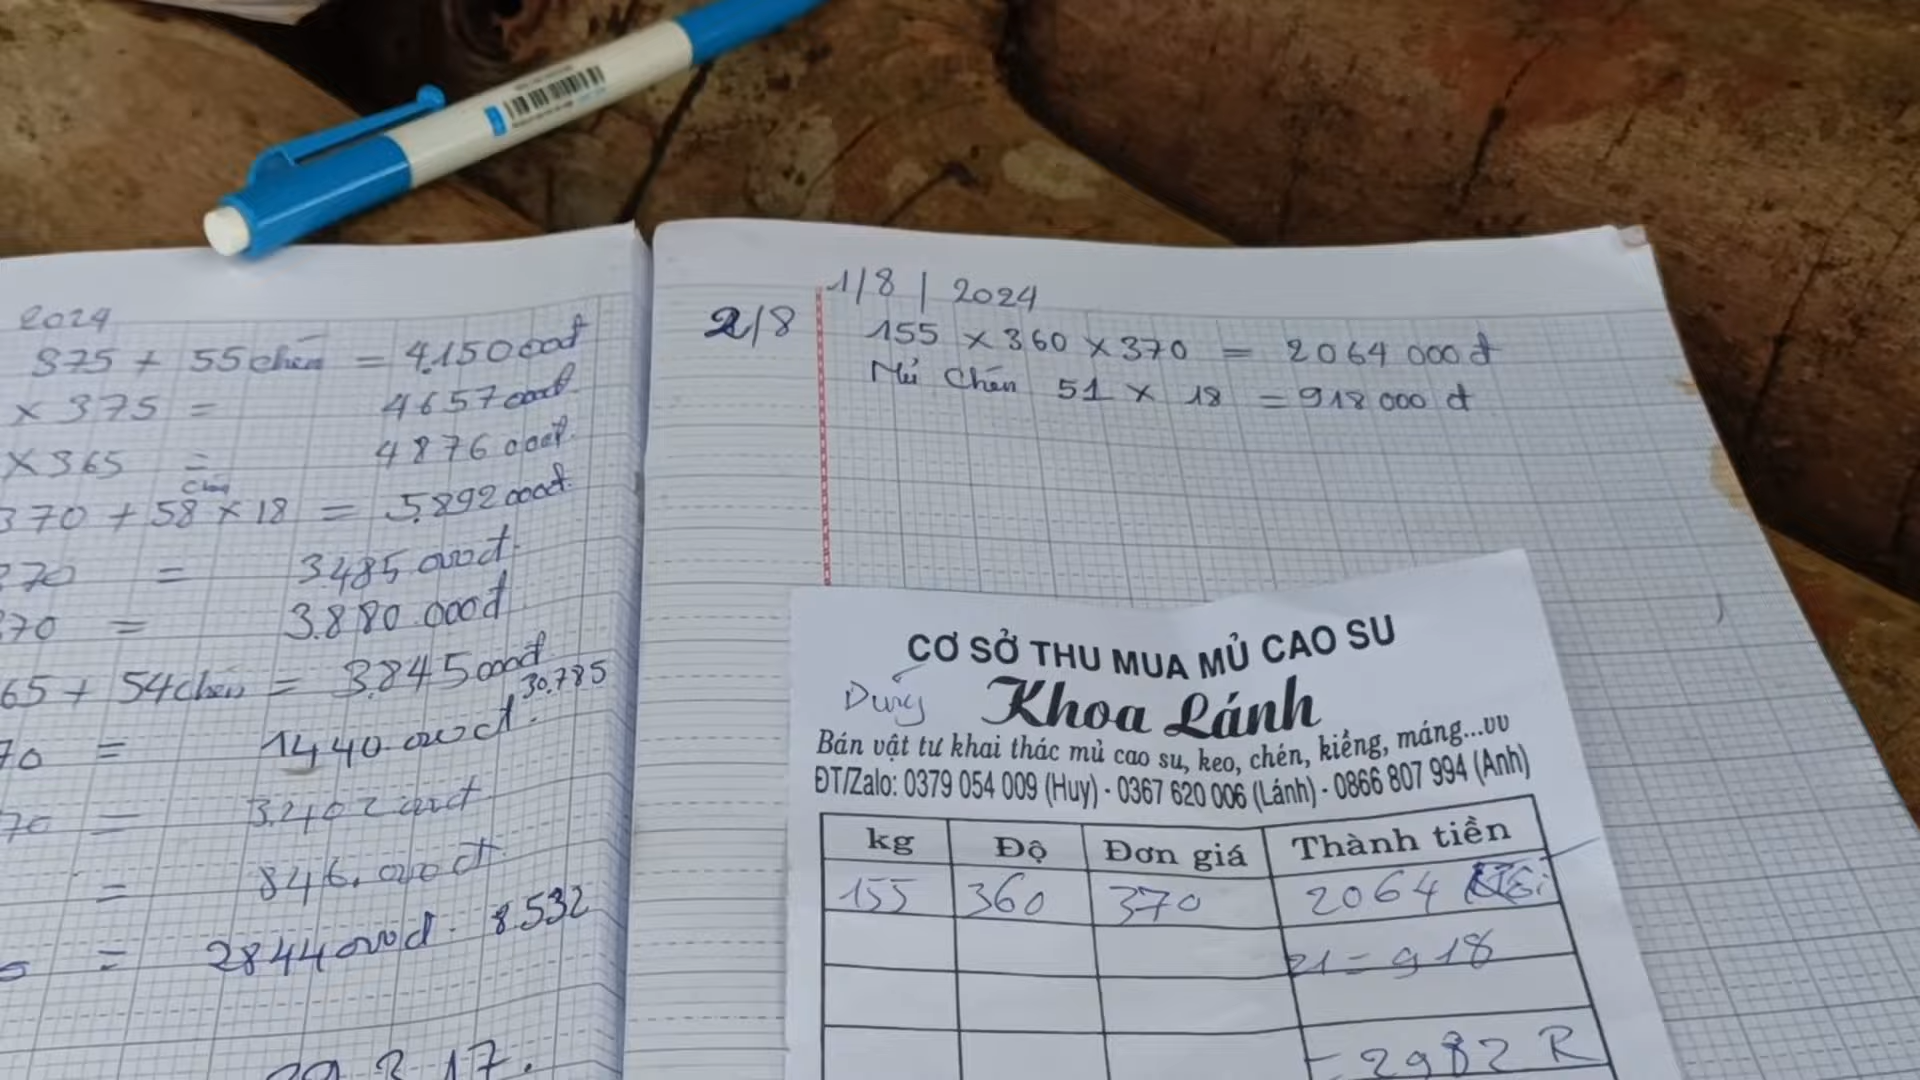 2024
375 + 55 chén = 4.150 000đ
x 375 = 4657 000đ
x 365 = 4876 000đ.
370 + 58 x 18 = 5.892 000đ.
370 = 3.485.000đ.
370 = 3.880.000đ
65 + 54 chén = 3.845 000đ
30.785
70 = 1.440.000đ.
70 = 3.402 000đ
= 846.000đ.
= 2844 000đ. 8.532
1/8 | 2024
2/8 155 x 360 x 370 = 2064 000đ
Mủ Chén 51 x 18 = 918 000 đ
CƠ SỞ THU MUA MỦ CAO SU
Dung Khoa Lánh
Bán vật tư khai thác mủ cao su, keo, chén, kiềng, máng...vv
ĐT/Zalo: 0379 054 009 (Huy) - 0367 620 006 (Lánh) - 0866 807 994 (Anh)
kg Độ Đơn giá Thành tiền
155 360 370 2064
= 918
2982 R